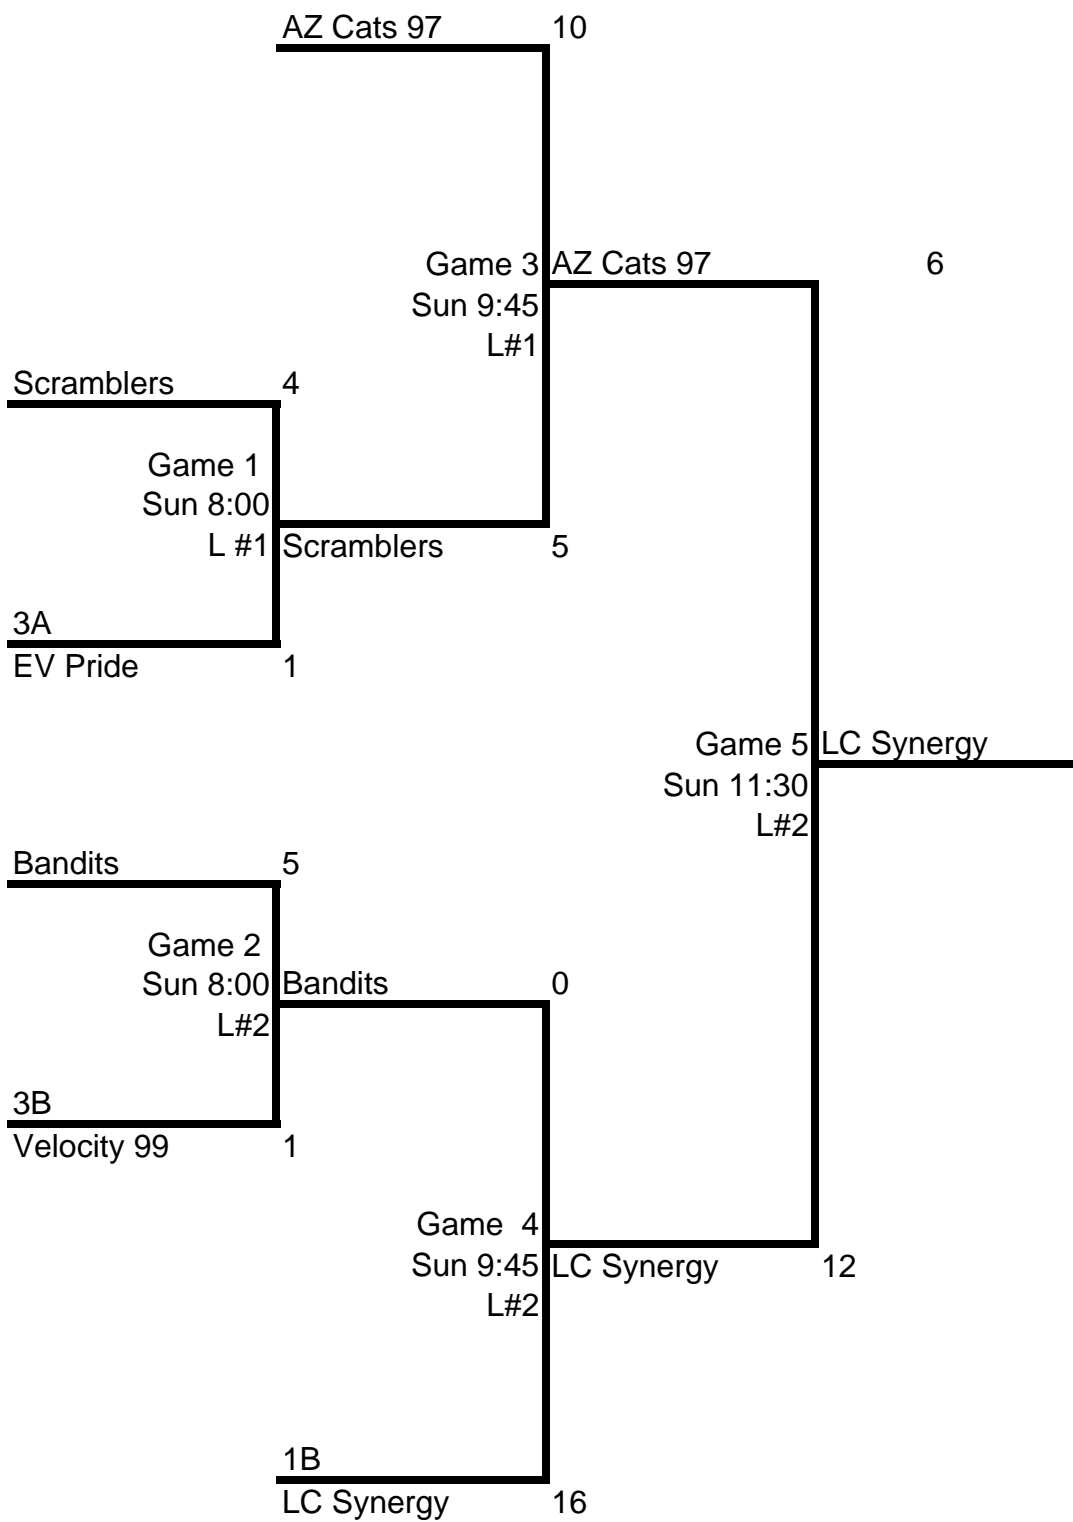 AZ Cats 97 10
Game 3 AZ Cats 97 6
Sun 9:45
L#1
Scramblers 4
Game 1
Sun 8:00
L #1 Scramblers 5
3A
EV Pride 1
Game 5 LC Synergy
Sun 11:30
L#2
Bandits 5
Game 2
Sun 8:00 Bandits 0
L#2
3B
Velocity 99 1
Game  4
Sun 9:45 LC Synergy 12
L#2
1B
LC Synergy 16